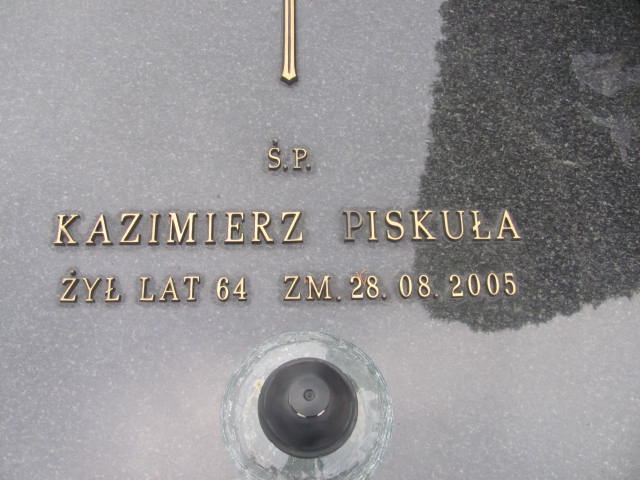 Ś.P.
KAZIMIERZ PISKUŁA
ŻYŁ LAT 64 ZM. 28. 08. 2005